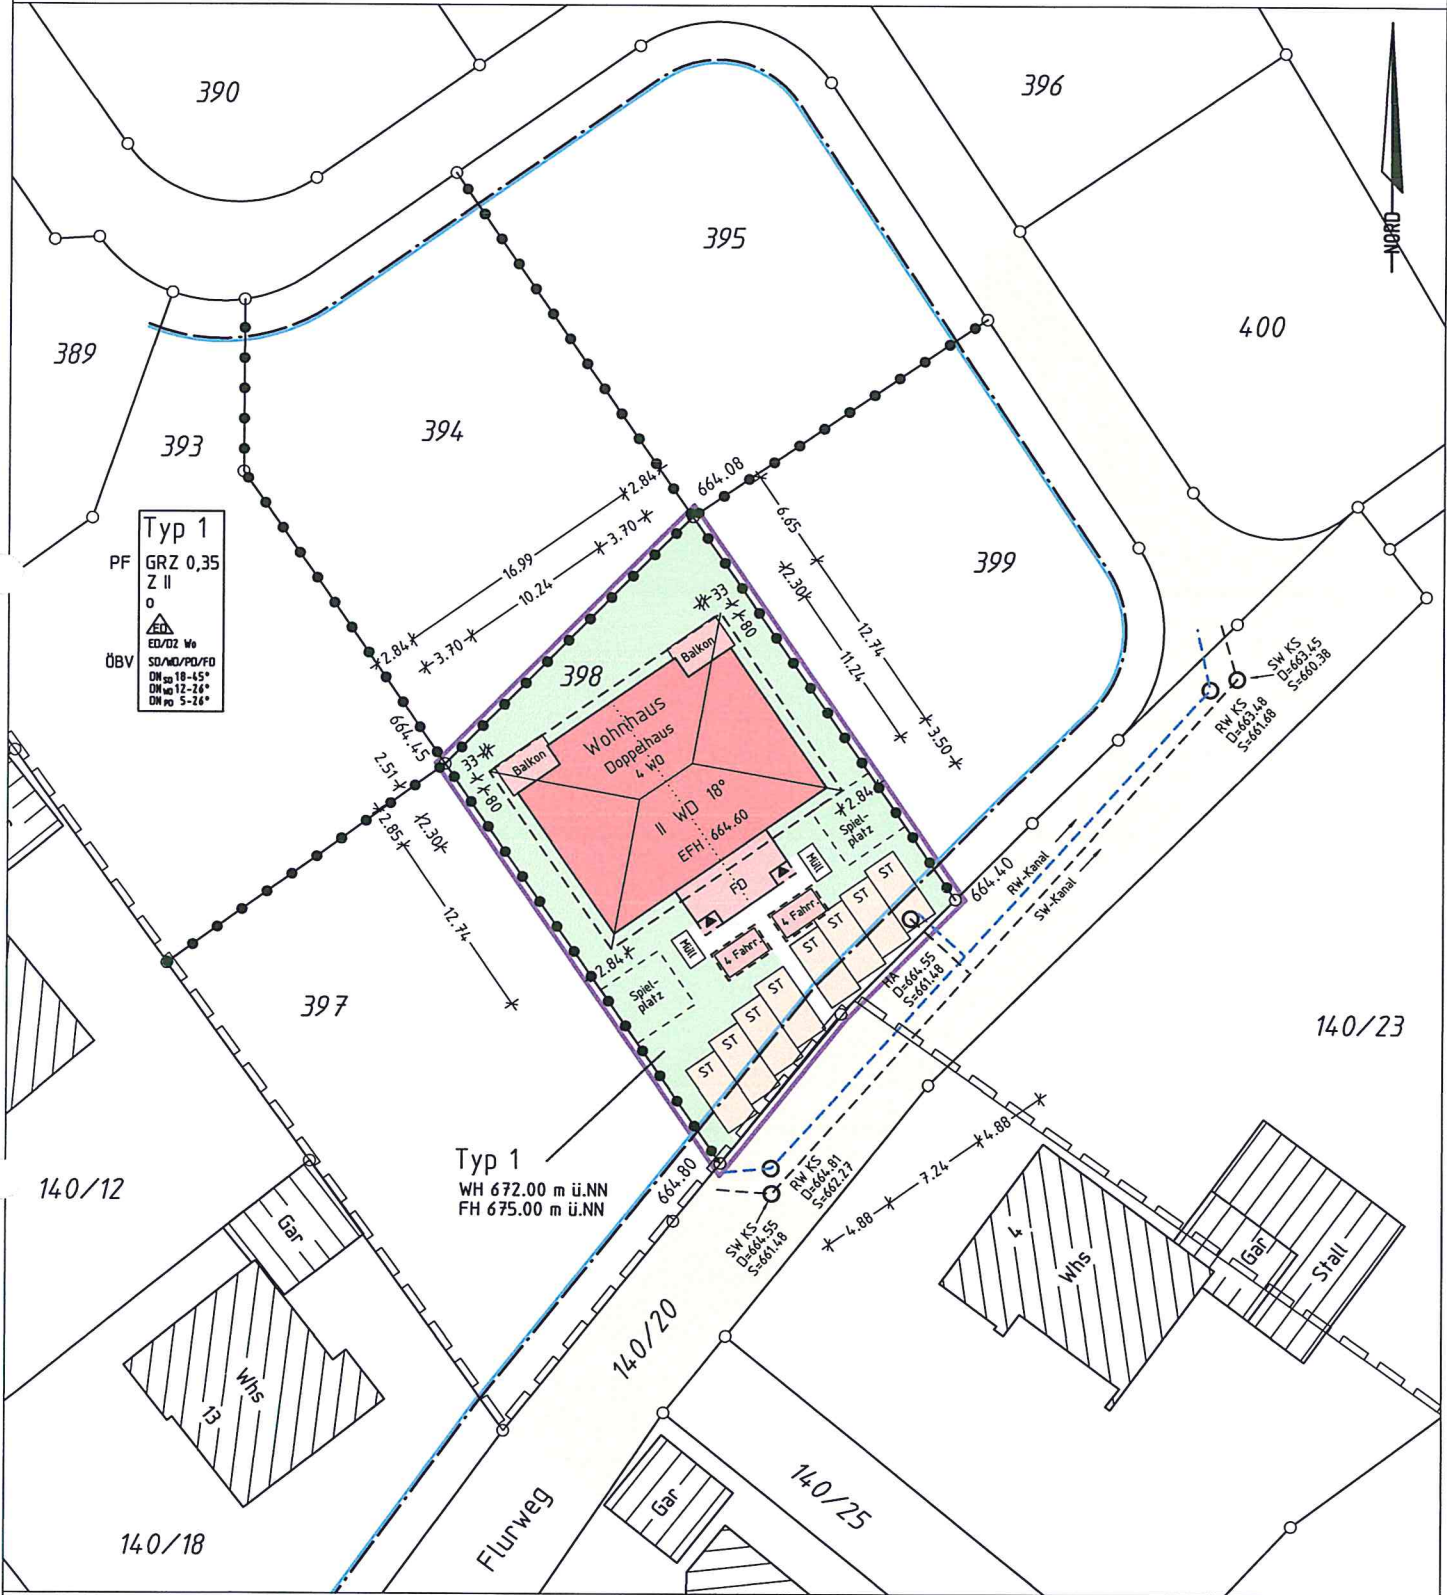 390
396
395
NORD
400
389
394
393
664.08
2.84
3.70
16.99
10.24
2.84
3.70
6.65
2.30
12.74
11.24
3.50
399
Typ 1
PF
GRZ 0,35
Z II
o
ED
ED/D2 Wo
ÖBV
SD/WD/PD/FD
DN SD 18-45°
DN WD 12-26°
DN PD 5-26°
33
80
Balkon
398
Wohnhaus
Doppelhaus
4 WD
II WD 18°
EFH 664.60
664.45
33
80
Balkon
2.51
2.85
2.30
12.74
2.84
Spiel-
platz
FD
Müll
4 Fahrr.
ST
ST
ST
ST
664.40
RW-Kanal
SW-Kanal
SW KS
D=663.45
S=660.38
RW KS
D=663.48
S=661.68
2.84
Müll
4 Fahrr.
Spiel-
platz
ST
ST
ST
ST
HA
D=664.55
S=661.48
397
140/23
Typ 1
WH 672.00 m ü.NN
FH 675.00 m ü.NN
664.80
RW KS
D=664.81
S=662.27
SW KS
D=664.55
S=661.48
4.88
7.24
4.88
140/12
Gar
4
Whs
Gar
Stall
Whs
13
140/20
140/18
Flurweg
Gar
140/25